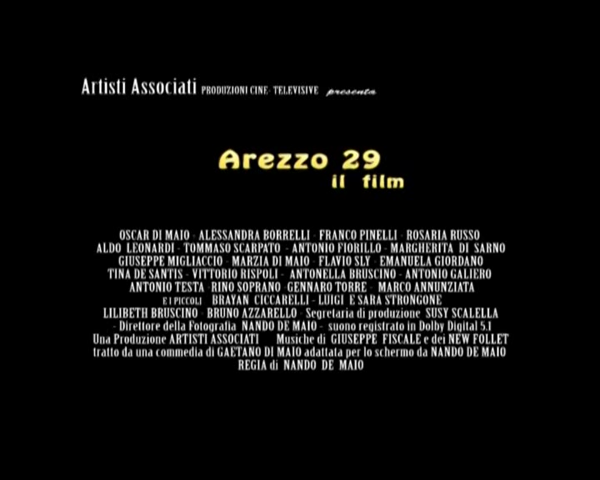 Artisti Associati PRODUZIONI CINE- TELEVISIVE presenta
Arezzo 29
il film
OSCAR DI MAIO - ALESSANDRA BORRELLI - FRANCO PINELLI - ROSARIA RUSSO
ALDO LEONARDI - TOMMASO SCARPATO - ANTONIO FIORILLO - MARGHERITA DI SARNO
GIUSEPPE MIGLIACCIO - MARZIA DI MAIO - FLAVIO SLY - EMANUELA GIORDANO
TINA DE SANTIS - VITTORIO RISPOLI - ANTONELLA BRUSCINO - ANTONIO GALIERO
ANTONIO TESTA - RINO SOPRANO - GENNARO TORRE - MARCO ANNUNZIATA
E I PICCOLI BRAYAN CICCARELLI - LUIGI E SARA STRONGONE
LILIBETH BRUSCINO - BRUNO AZZARELLO - Segretaria di produzione SUSY SCALELLA
- Direttore della Fotografia NANDO DE MAIO - suono registrato in Dolby Digital 5.1
Una Produzione ARTISTI ASSOCIATI Musiche di GIUSEPPE FISCALE e dei NEW FOLLET
tratto da una commedia di GAETANO DI MAIO adattata per lo schermo da NANDO DE MAIO
REGIA di NANDO DE MAIO